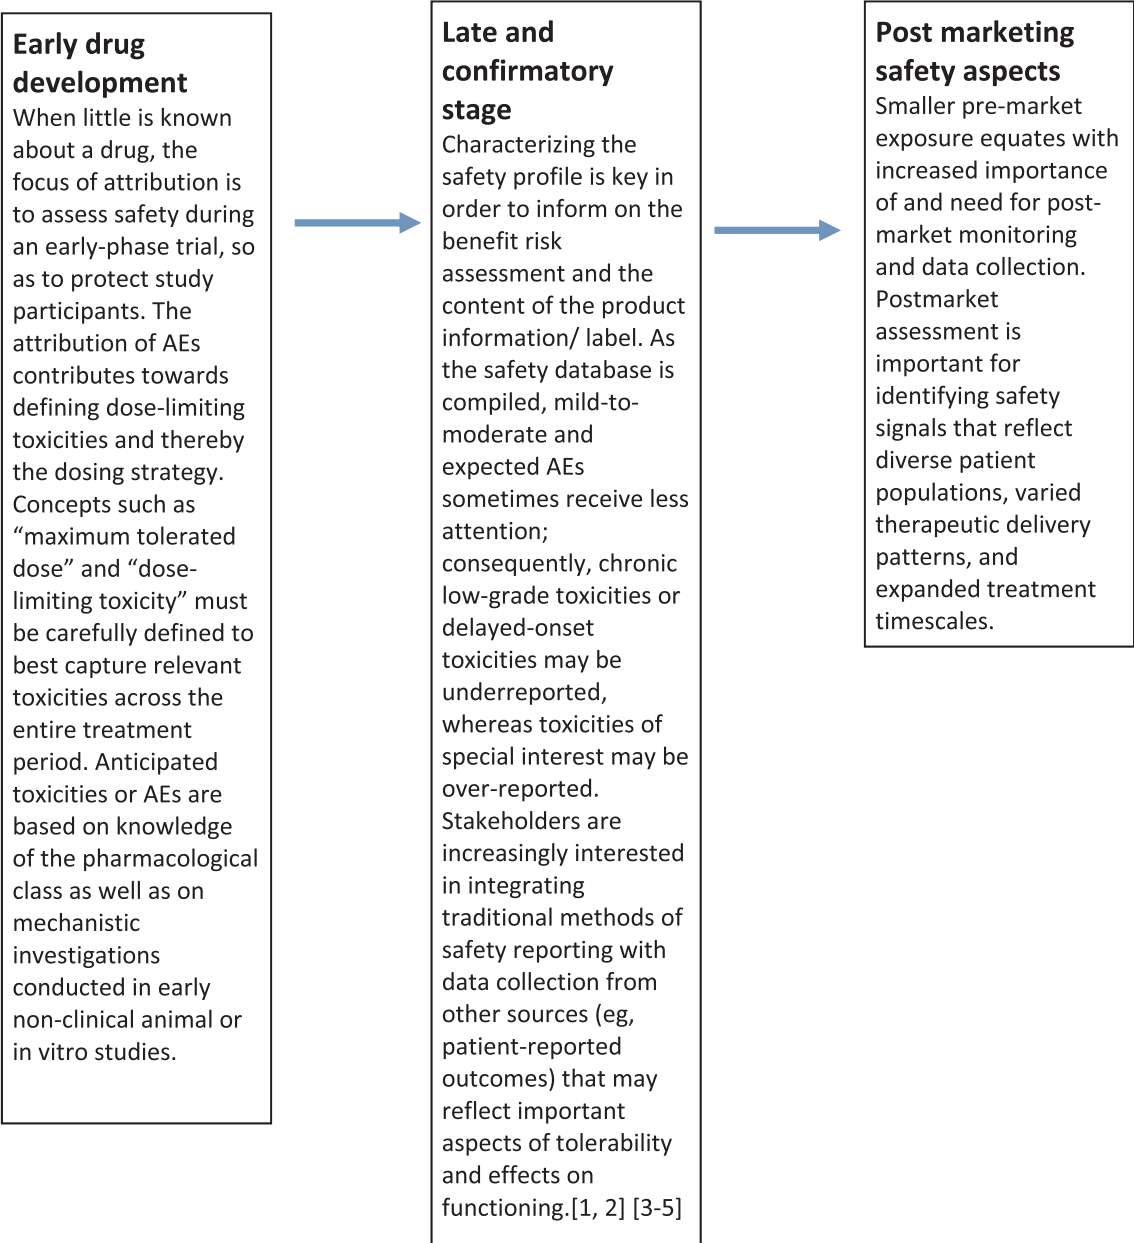 Early drug
development
When little is known
about a drug, the
focus of attribution is
to assess safety during
an early-phase trial, so
as to protect study
participants. The
attribution of AEs
contributes towards
defining dose-limiting
toxicities and thereby
the dosing strategy.
Concepts such as
“maximum tolerated
dose” and “dose-
limiting toxicity” must
be carefully defined to
best capture relevant
toxicities across the
entire treatment
period. Anticipated
toxicities or AEs are
based on knowledge
of the pharmacological
class as well as on
mechanistic
investigations
conducted in early
non-clinical animal or
in vitro studies.
Late and
confirmatory
stage
Characterizing the
safety profile is key in
order to inform on the
benefit risk
assessment and the
content of the product
information/ label. As
the safety database is
compiled, mild-to-
moderate and
expected AEs
sometimes receive less
attention;
consequently, chronic
low-grade toxicities or
delayed-onset
toxicities may be
underreported,
whereas toxicities of
special interest may be
over-reported.
Stakeholders are
increasingly interested
in integrating
traditional methods of
safety reporting with
data collection from
other sources (eg,
patient-reported
outcomes) that may
reflect important
aspects of tolerability
and effects on
functioning.[1, 2] [3-5]
Post marketing
safety aspects
Smaller pre-market
exposure equates with
increased importance
of and need for post-
market monitoring
and data collection.
Postmarket
assessment is
important for
identifying safety
signals that reflect
diverse patient
populations, varied
therapeutic delivery
patterns, and
expanded treatment
timescales.